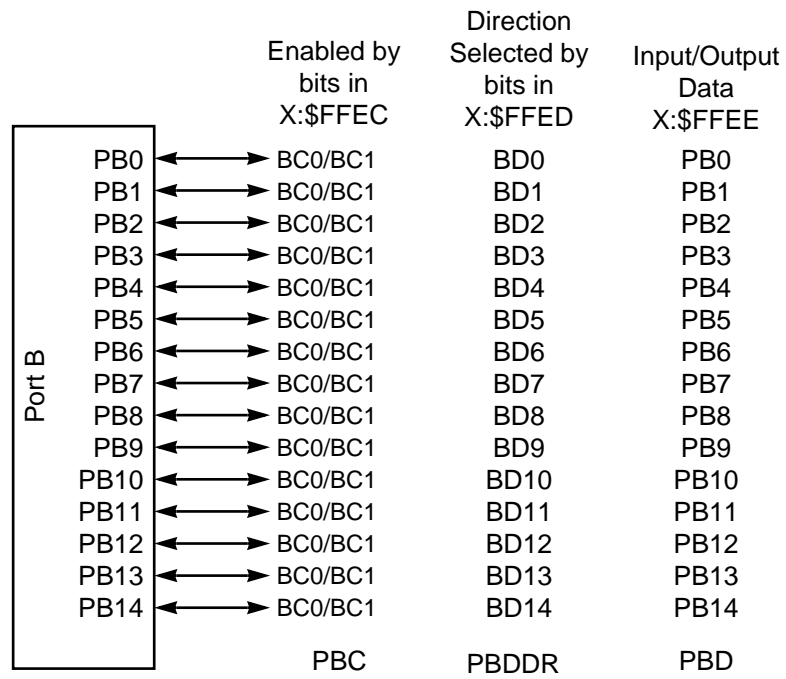 Direction
Enabled by Selected by Input/Output
bits in bits in Data
X:$FFEC X:$FFED X:$FFEE
PB0 BC0/BC1 BD0 PB0
PB1 BC0/BC1 BD1 PB1
PB2 BC0/BC1 BD2 PB2
PB3 BC0/BC1 BD3 PB3
PB4 BC0/BC1 BD4 PB4
PB5 BC0/BC1 BD5 PB5
PB6 BC0/BC1 BD6 PB6
Port B
PB7 BC0/BC1 BD7 PB7
PB8 BC0/BC1 BD8 PB8
PB9 BC0/BC1 BD9 PB9
PB10 BC0/BC1 BD10 PB10
PB11 BC0/BC1 BD11 PB11
PB12 BC0/BC1 BD12 PB12
PB13 BC0/BC1 BD13 PB13
PB14 BC0/BC1 BD14 PB14
PBC PBDDR PBD